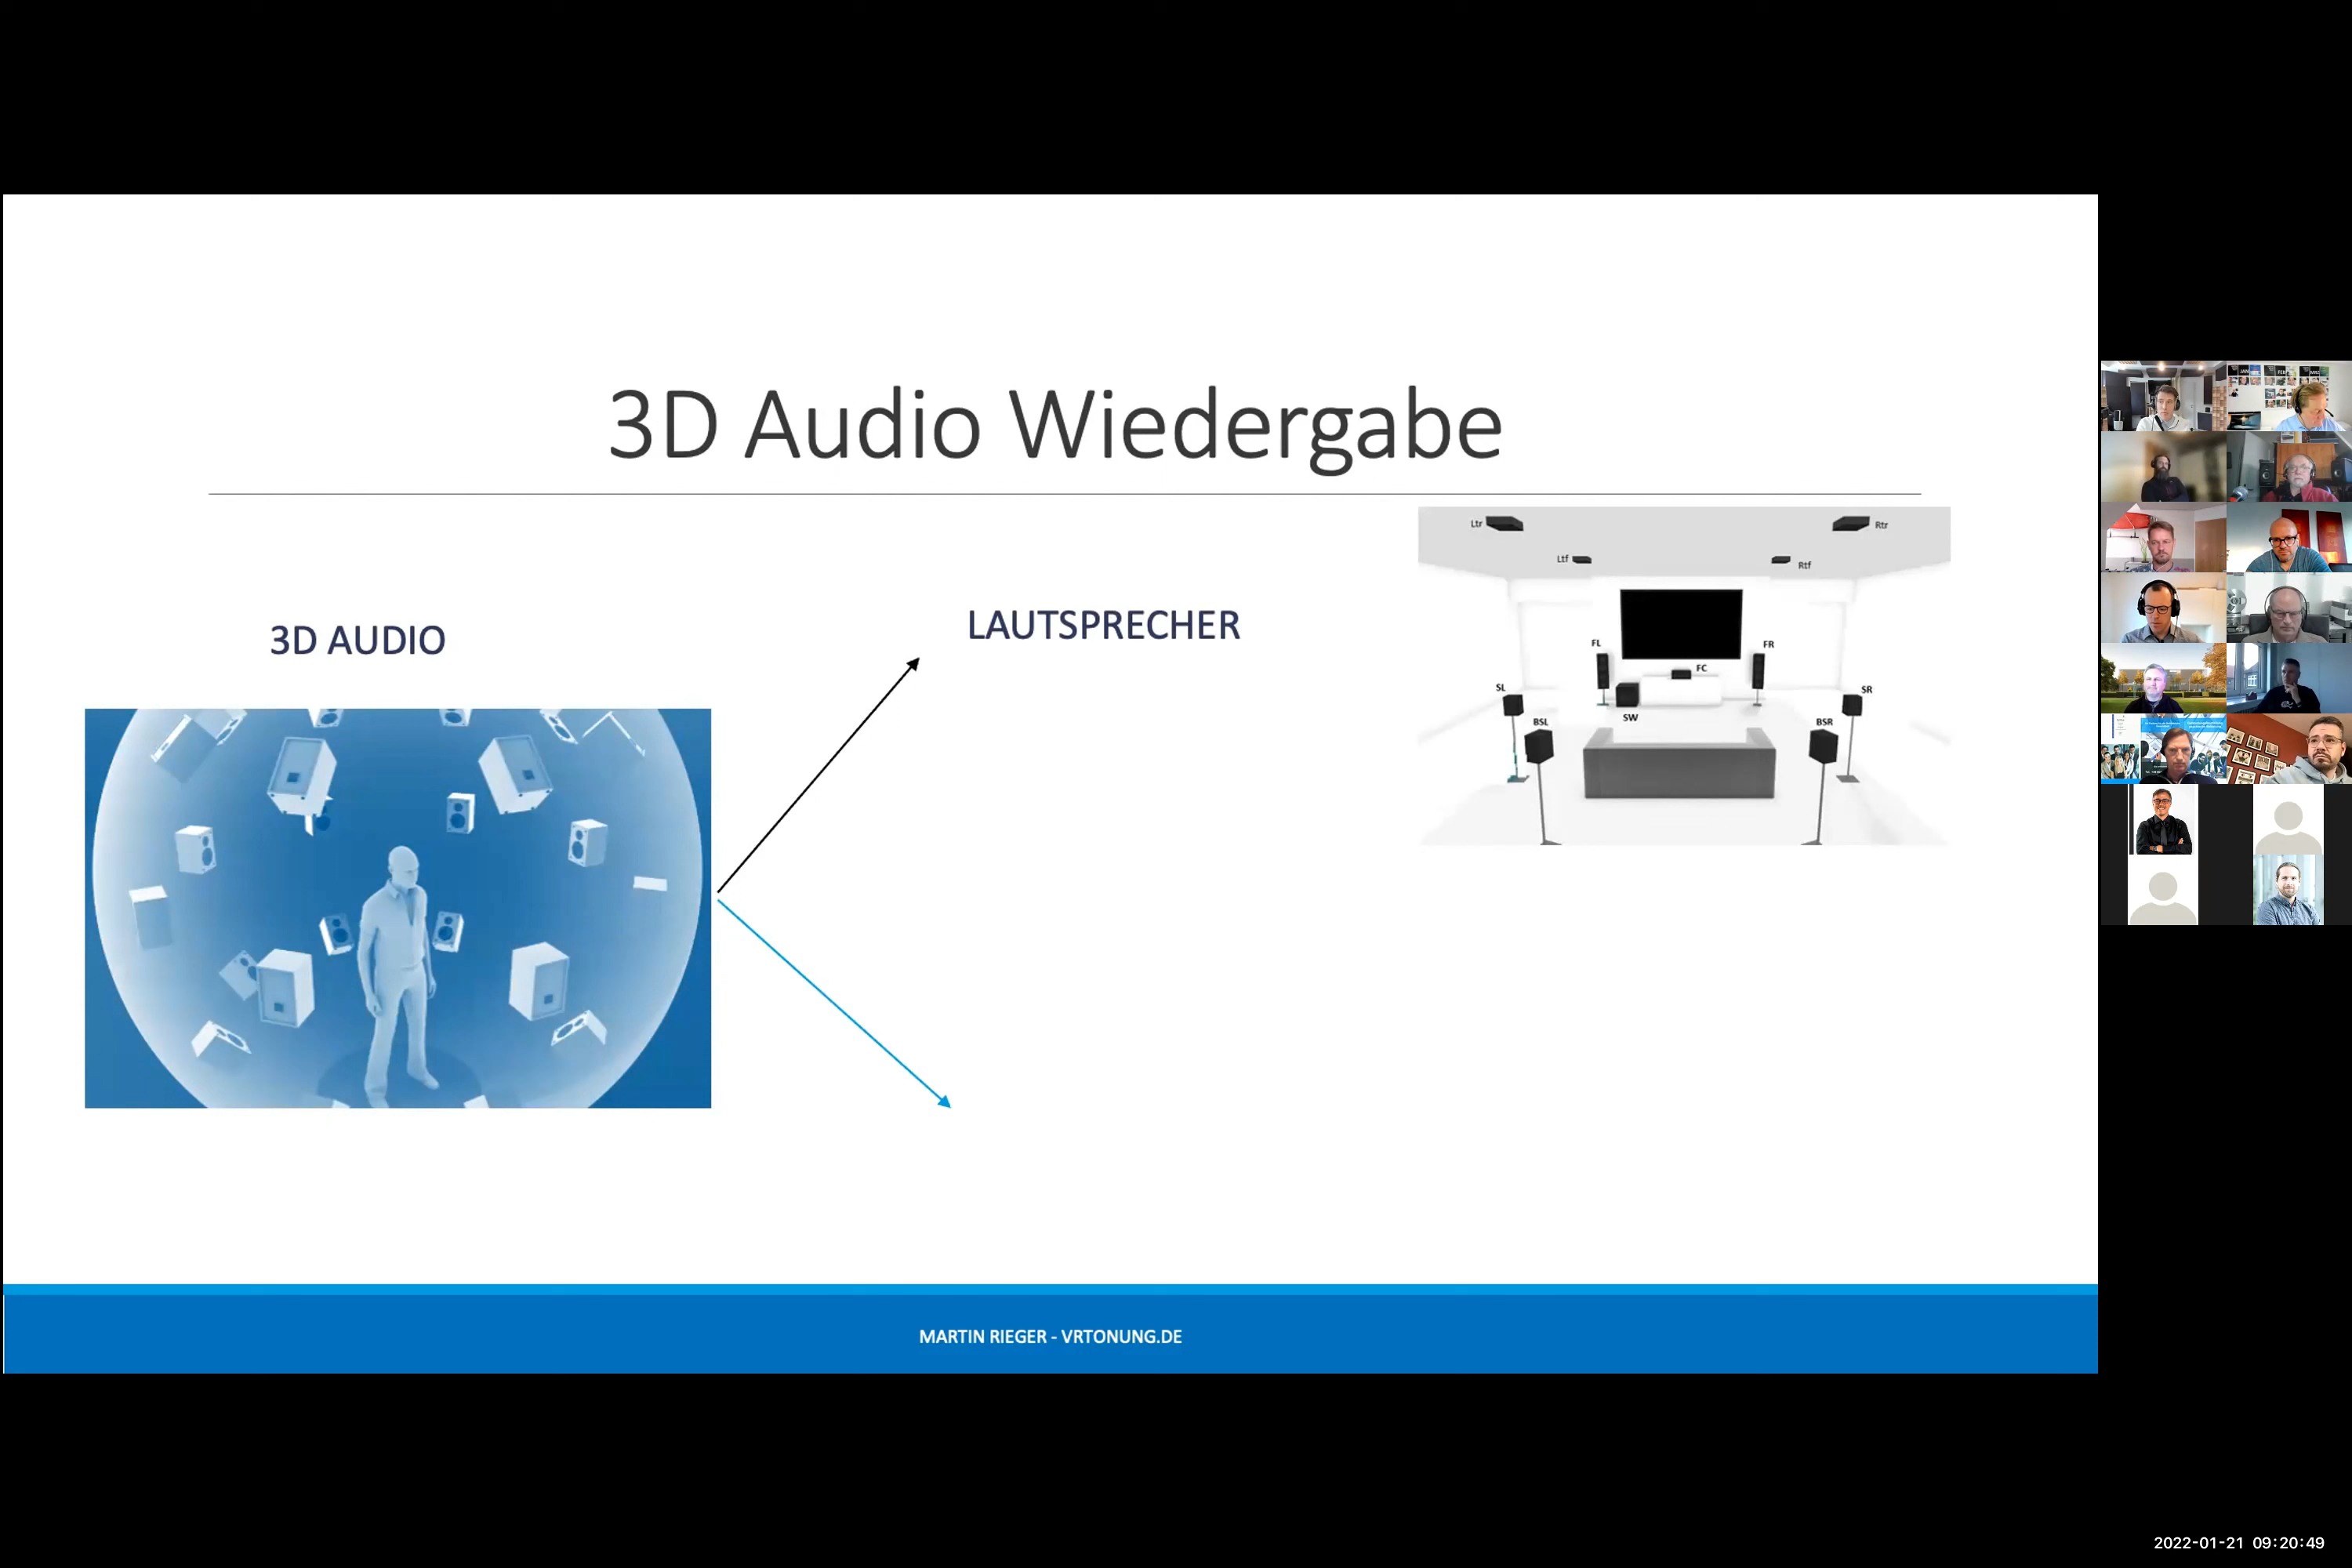 3D Audio Wiedergabe
3D AUDIO
LAUTSPRECHER
Ltr
Rtr
Ltf
Rtf
FL
FR
FC
SL
SR
SW
BSL
BSR
MARTIN RIEGER - VRTONUNG.DE
2022-01-21 09:20:49